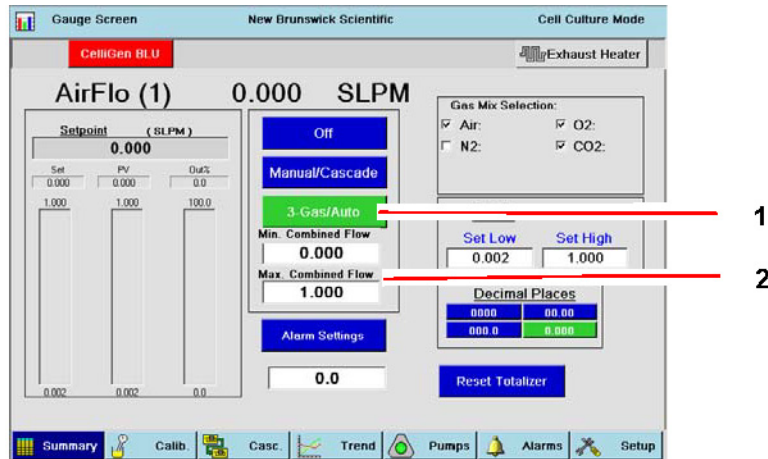 Gauge Screen New Brunswick Scientific Cell Culture Mode
CelliGen BLU Exhaust Heater
AirFlo (1) 0.000 SLPM
Setpoint (SLPM)
0.000
Set PV Out%
0.000 0.000 0.0
1.000 1.000 100.0
0.002 0.002 0.0
Off
Manual/Cascade
3-Gas/Auto
Min. Combined Flow
0.000
Max. Combined Flow
1.000
Alarm Settings
0.0
Gas Mix Selection:
Air: O2:
N2: CO2:
1
Set Low Set High
0.002 1.000
2
Decimal Places
0000 00.00
000.0 0.000
Reset Totalizer
Summary Calib. Casc. Trend Pumps Alarms Setup